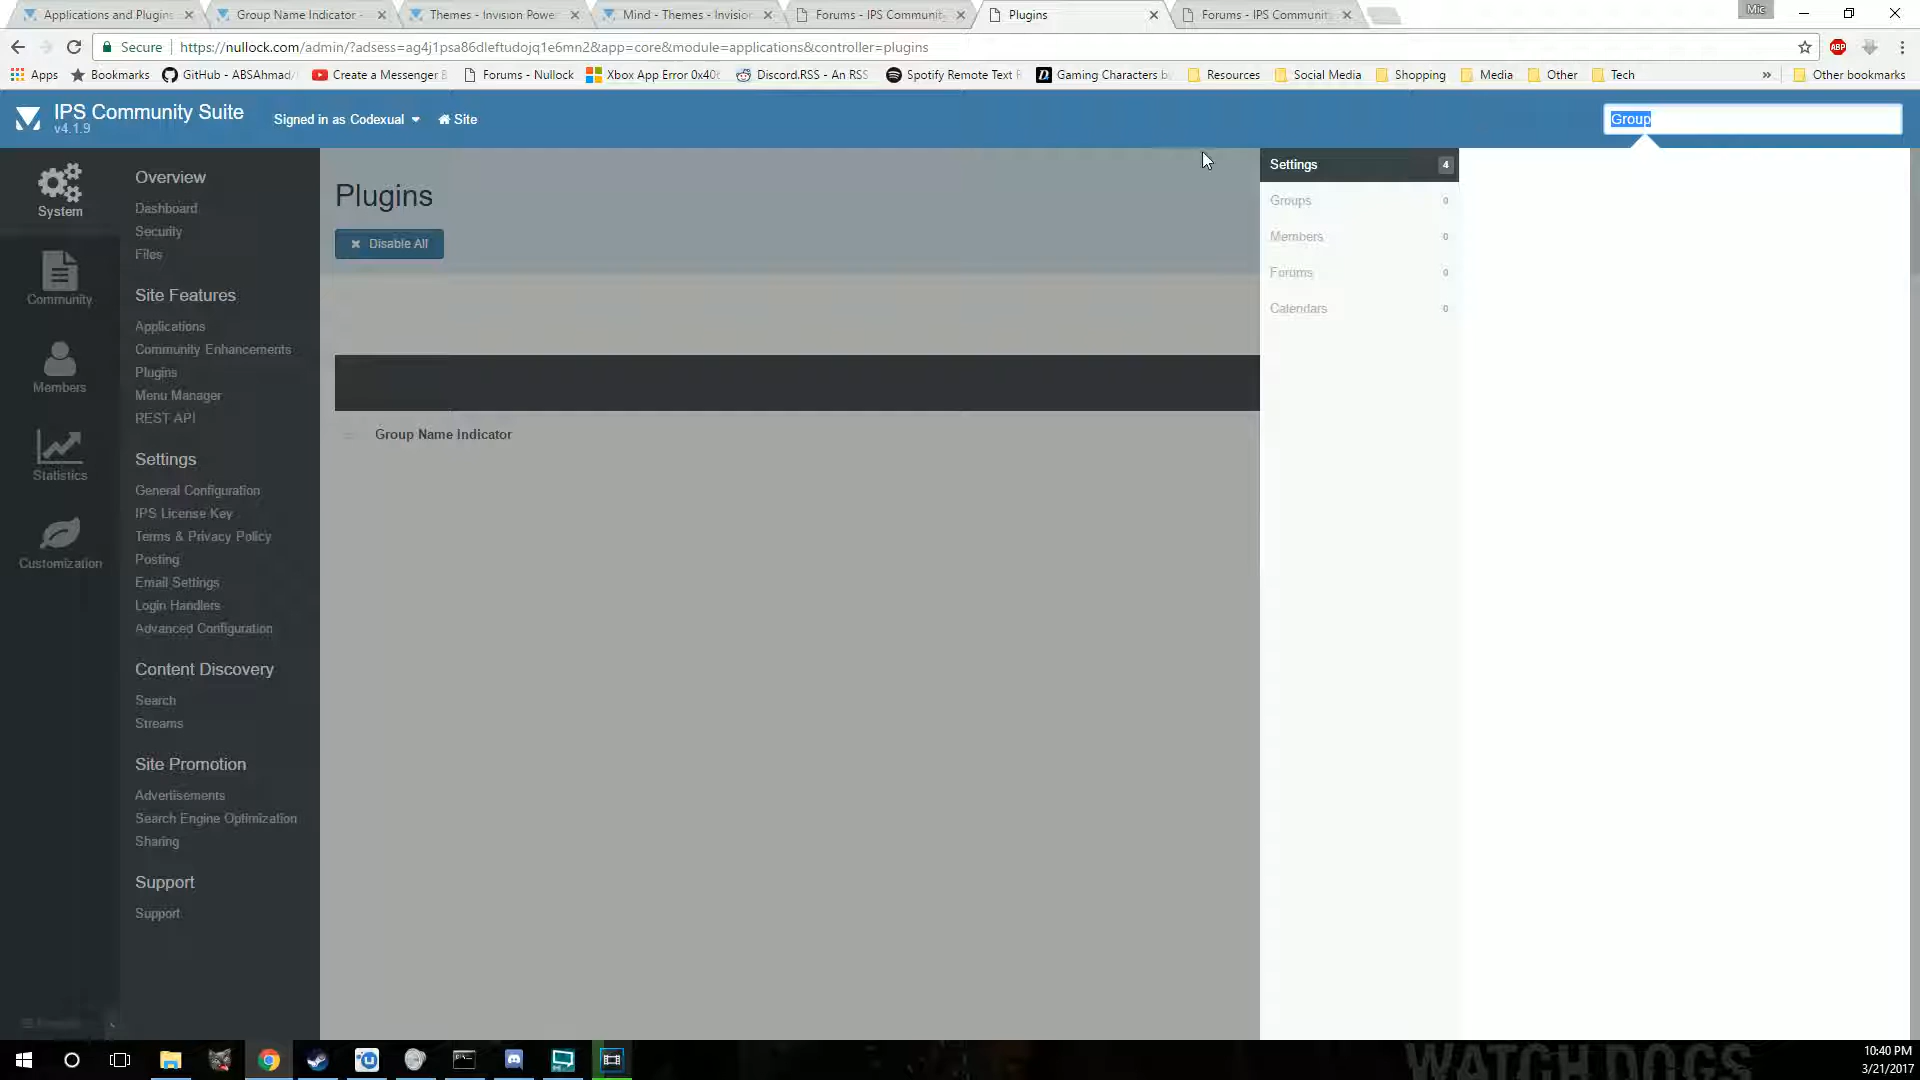 Applications and Plugins
Group Name Indicator -
Themes - Invision Powe
Mind - Themes - Invisio
Forums - IPS Communit
Plugins
Forums - IPS Communit
Mic
Secure
https://nullock.com/admin/?adsess=ag4j1psa86dleftudojq1e6mn2&app=core&module=applications&controller=plugins
ABP
Apps
Bookmarks
GitHub - ABSAhmad/
Create a Messenger B
Forums - Nullock
Xbox App Error 0x40
Discord.RSS - An RSS
Spotify Remote Text F
Gaming Characters b
Resources
Social Media
Shopping
Media
Other
Tech
»
Other bookmarks
IPS Community Suite
v4.1.9
Signed in as Codexual
Site
Group
System
Community
Members
Statistics
Customization
Overview
Dashboard
Security
Files
Site Features
Applications
Community Enhancements
Plugins
Menu Manager
REST API
Settings
General Configuration
IPS License Key
Terms & Privacy Policy
Posting
Email Settings
Login Handlers
Advanced Configuration
Content Discovery
Search
Streams
Site Promotion
Advertisements
Search Engine Optimization
Sharing
Support
Support
Plugins
Disable All
Group Name Indicator
Settings 4
Groups 0
Members 0
Forums 0
Calendars 0
WATCH DOGS
10:40 PM
3/21/2017